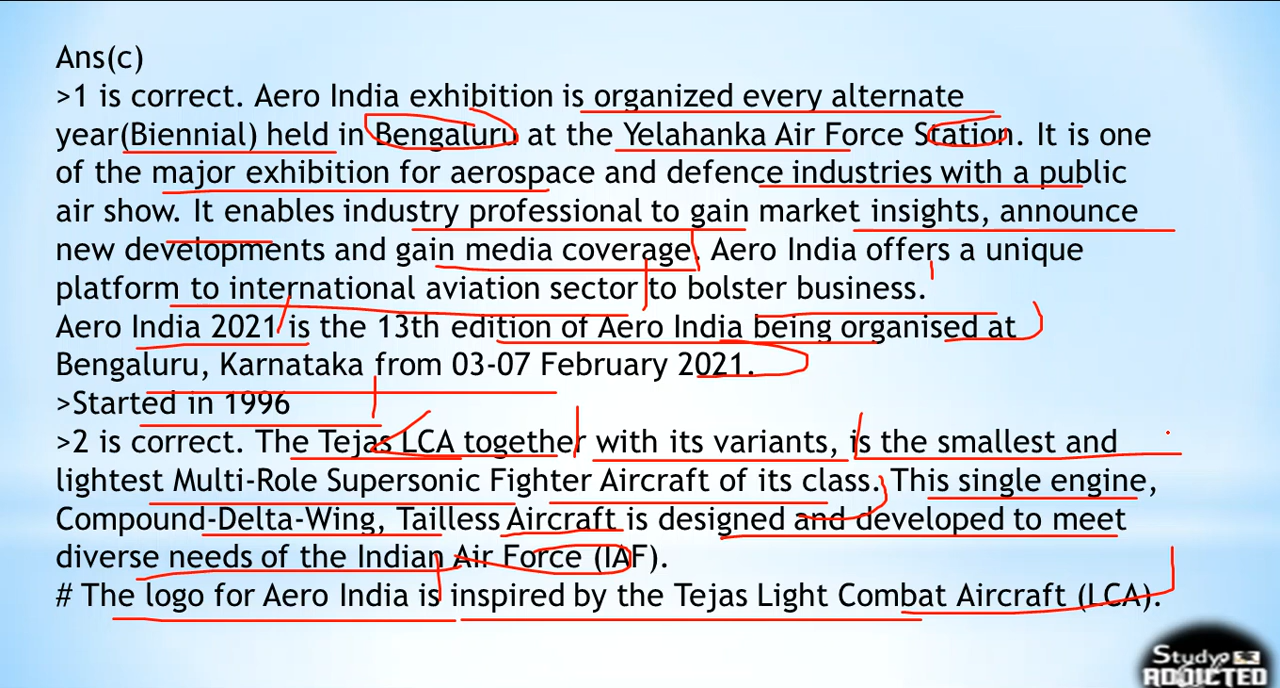 Ans(c)
>1 is correct. Aero India exhibition is organized every alternate
year(Biennial) held in Bengaluru at the Yelahanka Air Force Station. It is one
of the major exhibition for aerospace and defence industries with a public
air show. It enables industry professional to gain market insights, announce
new developments and gain media coverage. Aero India offers a unique
platform to international aviation sector to bolster business.
Aero India 2021 is the 13th edition of Aero India being organised at
Bengaluru, Karnataka from 03-07 February 2021.
>Started in 1996
>2 is correct. The Tejas LCA together with its variants, is the smallest and
lightest Multi-Role Supersonic Fighter Aircraft of its class. This single engine,
Compound-Delta-Wing, Tailless Aircraft is designed and developed to meet
diverse needs of the Indian Air Force (IAF).
# The logo for Aero India is inspired by the Tejas Light Combat Aircraft (LCA).
Study
ADDICTED